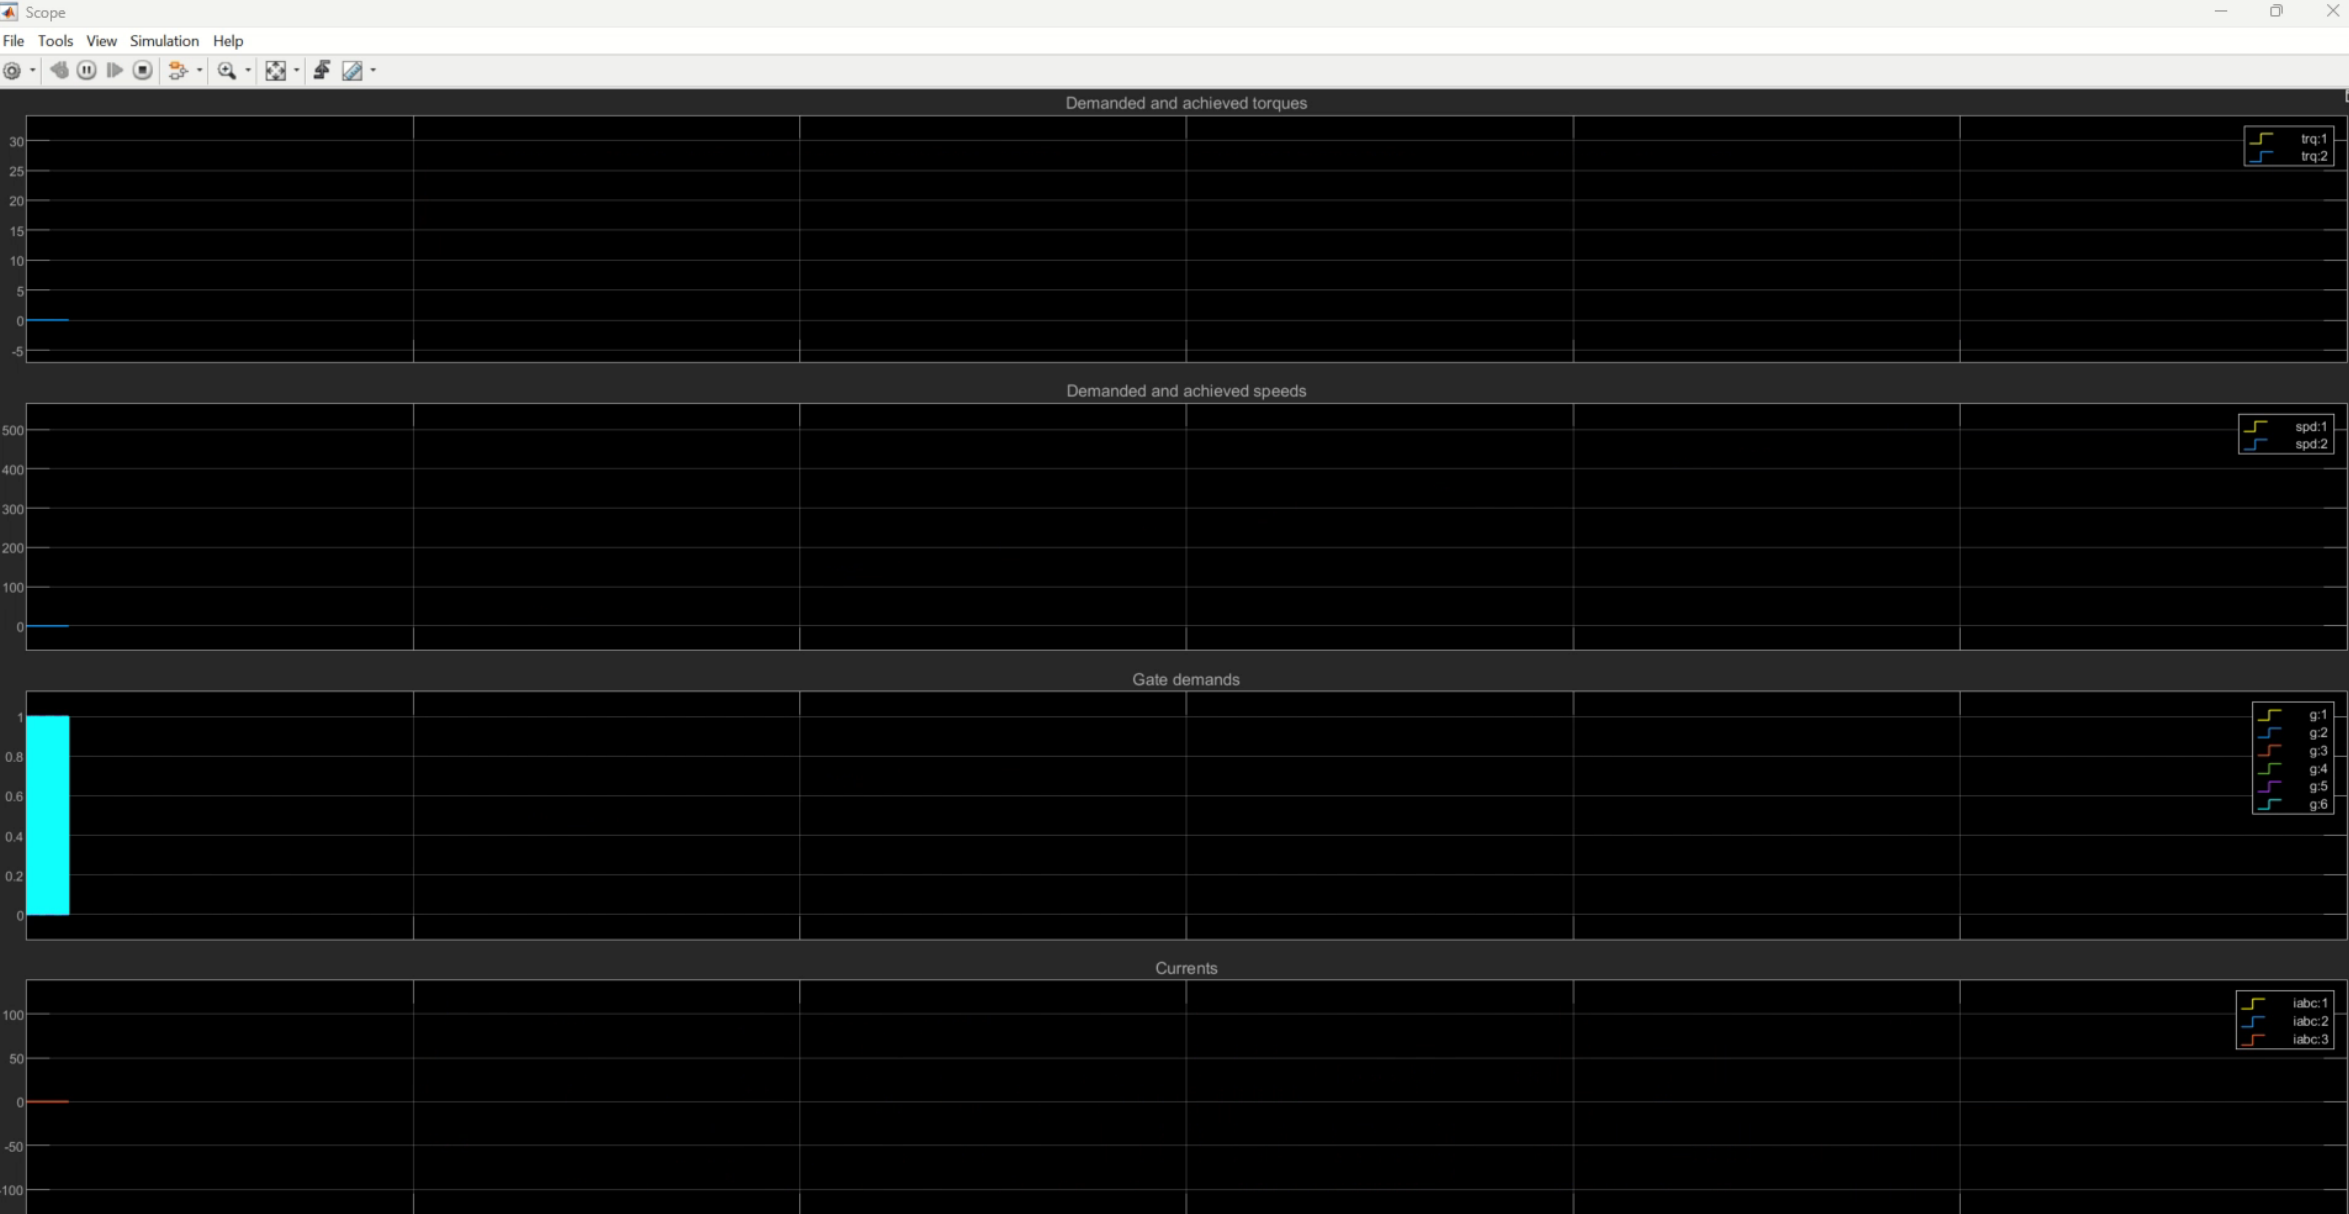 Scope
File Tools View Simulation Help
Demanded and achieved torques
30
25
20
15
10
5
0
-5
trq:1
trq:2
Demanded and achieved speeds
500
400
300
200
100
0
spd:1
spd:2
Gate demands
1
0.8
0.6
0.4
0.2
0
g:1
g:2
g:3
g:4
g:5
g:6
Currents
100
50
0
-50
-100
iabc:1
iabc:2
iabc:3